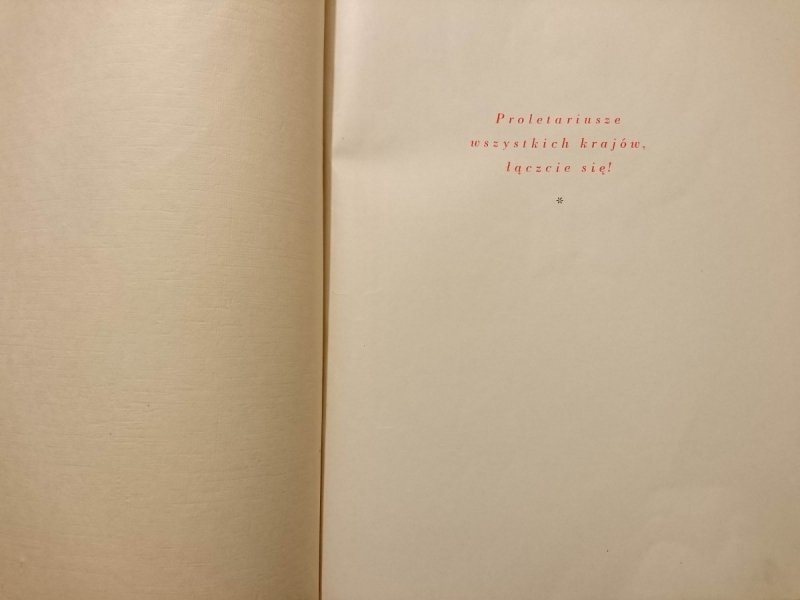 Proletariusze
wszystkich krajów,
łączcie się!
*